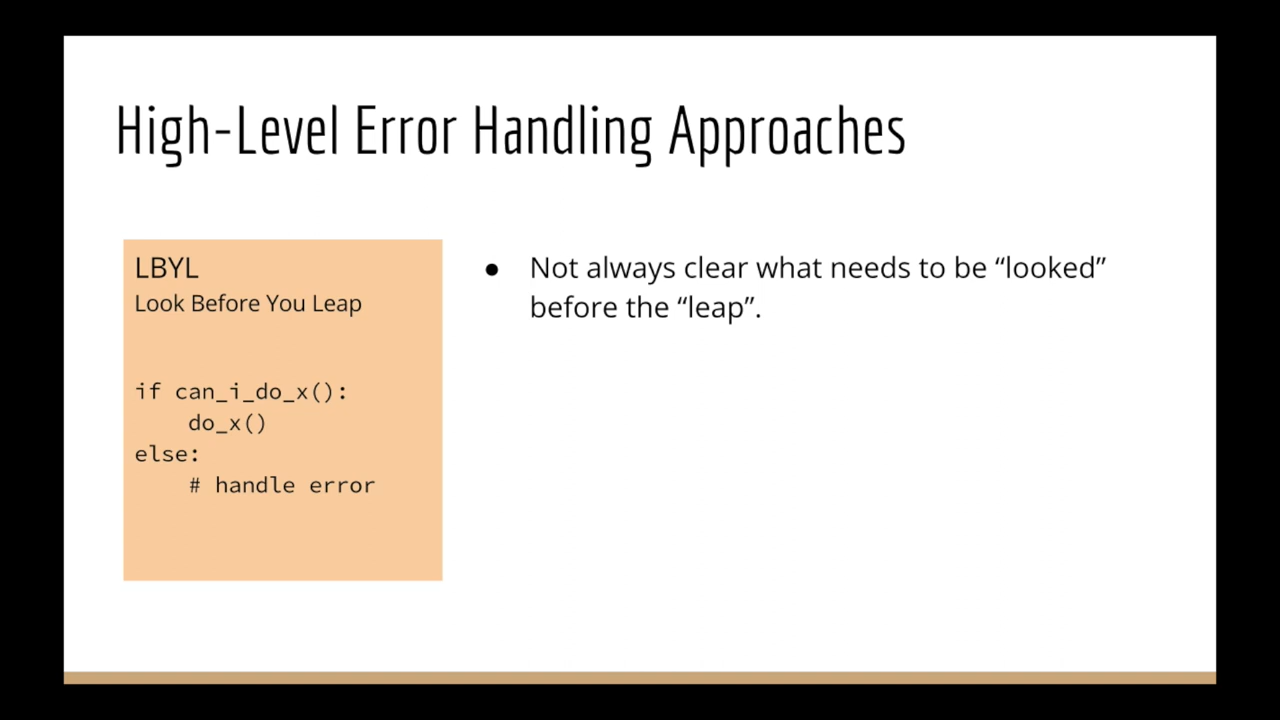 High-Level Error Handling Approaches
LBYL
Look Before You Leap
if can_i_do_x():
    do_x()
else:
    # handle error
● Not always clear what needs to be “looked”
before the “leap”.